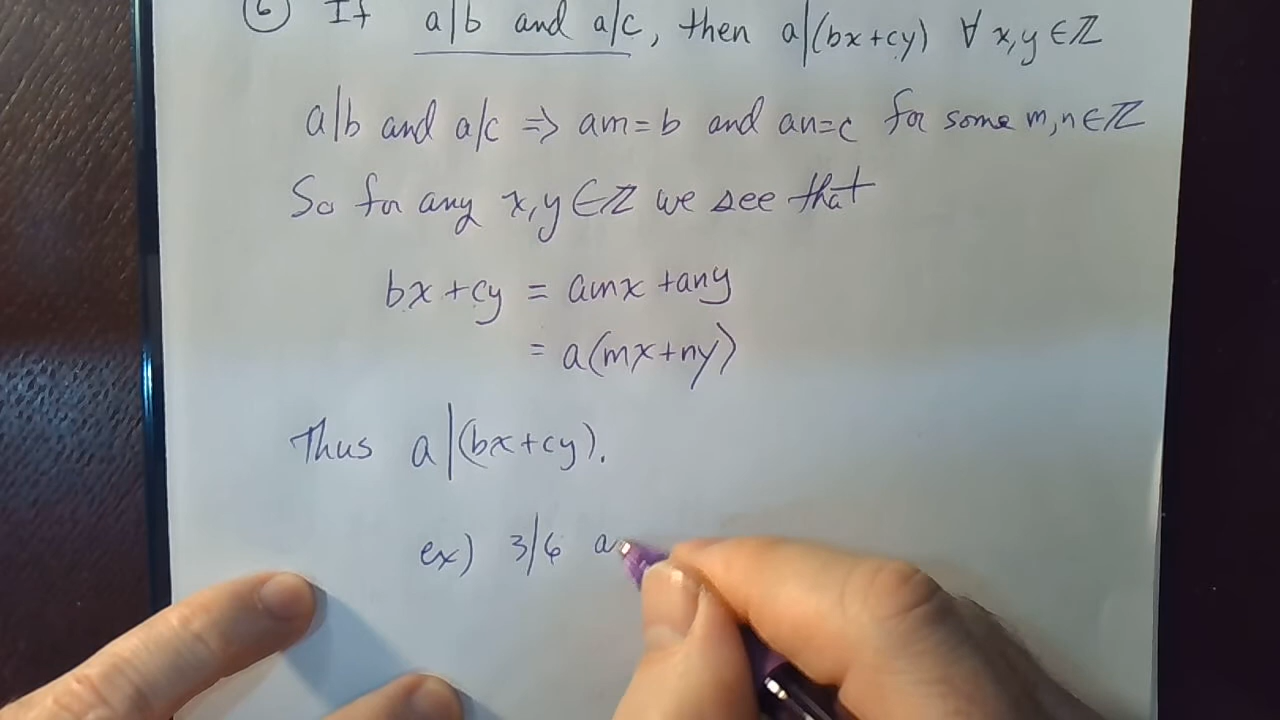 ⑥ If a|b and a|c, then a|(bx+cy) ∀ x,y ∈ ℤ
a|b and a|c ⇒ am=b and an=c for some m,n ∈ ℤ
So for any x,y ∈ ℤ we see that
bx+cy = amx+any
= a(mx+ny)
Thus a|(bx+cy).
ex) 3|6 a